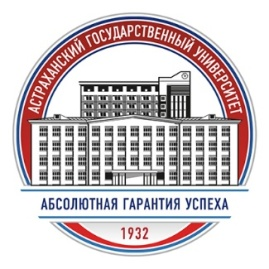 АСТРАХАНСКИЙ ГОСУДАРСТВЕННЫЙ УНИВЕРСИТЕТ
АБСОЛЮТНАЯ ГАРАНТИЯ УСПЕХА
1932